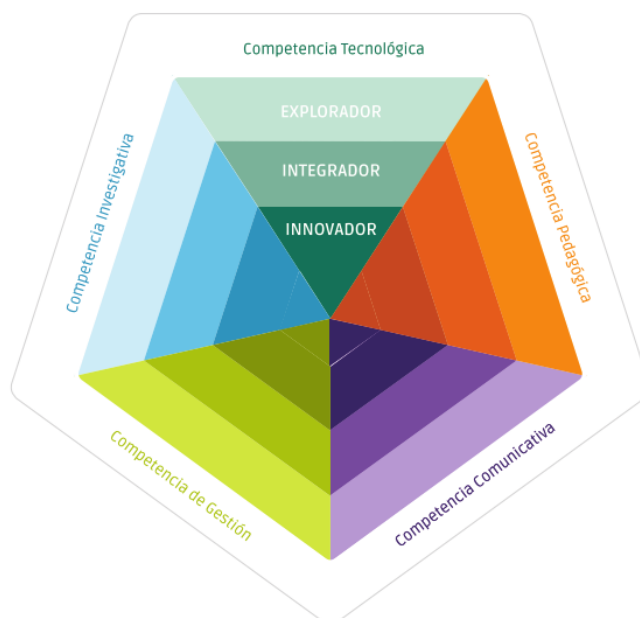 Competencia Tecnológica
EXPLORADOR
INTEGRADOR
INNOVADOR
Competencia Investigativa
Competencia Pedagógica
Competencia de Gestión
Competencia Comunicativa